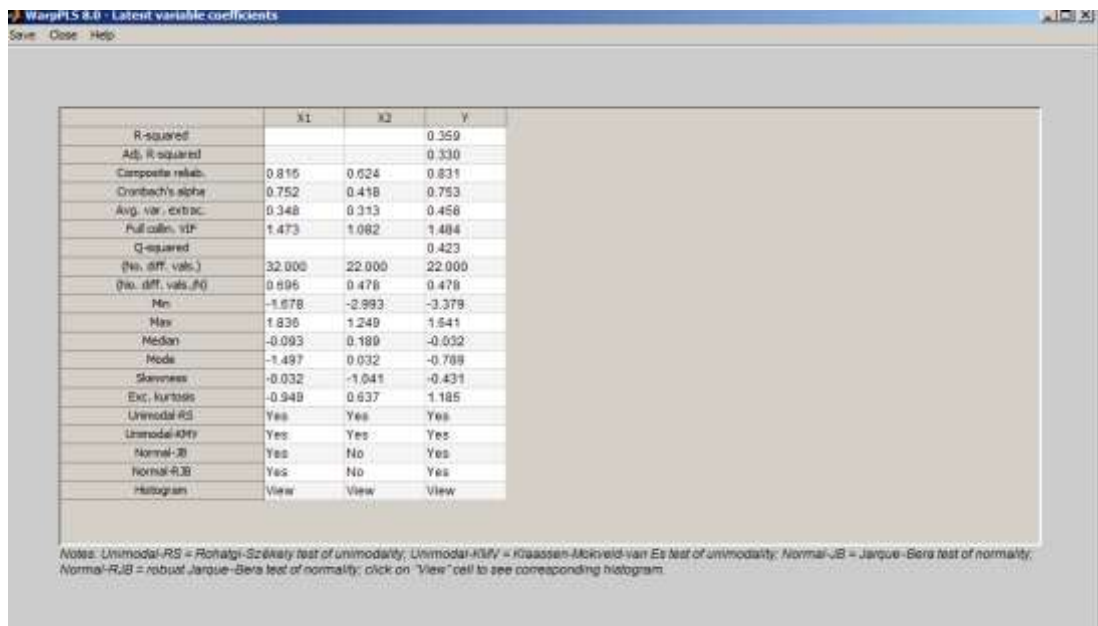 WarpPLS 8.0 - Latent variable coefficients
Save Close Help
X1 X2 Y
R-squared 0.359
Adj. R-squared 0.330
Composite reliab. 0.816 0.624 0.831
Cronbach's alpha 0.752 0.418 0.753
Avg. var. extrac. 0.348 0.313 0.458
Full collin. VIF 1.473 1.082 1.484
Q-squared 0.423
(No. diff. vals.) 32.000 22.000 22.000
(No. diff. vals./N) 0.696 0.478 0.478
Min -1.678 -2.993 -3.379
Max 1.836 1.249 1.641
Median -0.093 0.189 -0.032
Mode -1.497 0.032 -0.789
Skewness -0.032 -1.041 -0.431
Exc. kurtosis -0.949 0.637 1.185
Unimodal-RS Yes Yes Yes
Unimodal-KMV Yes Yes Yes
Normal-JB Yes No Yes
Normal-RJB Yes No Yes
Histogram View View View
Notes: Unimodal-RS = Rohatgi-Székely test of unimodality; Unimodal-KMV = Klaassen-Mokveld-van Es test of unimodality; Normal-JB = Jarque–Bera test of normality;
Normal-RJB = robust Jarque–Bera test of normality; click on "View" cell to see corresponding histogram.